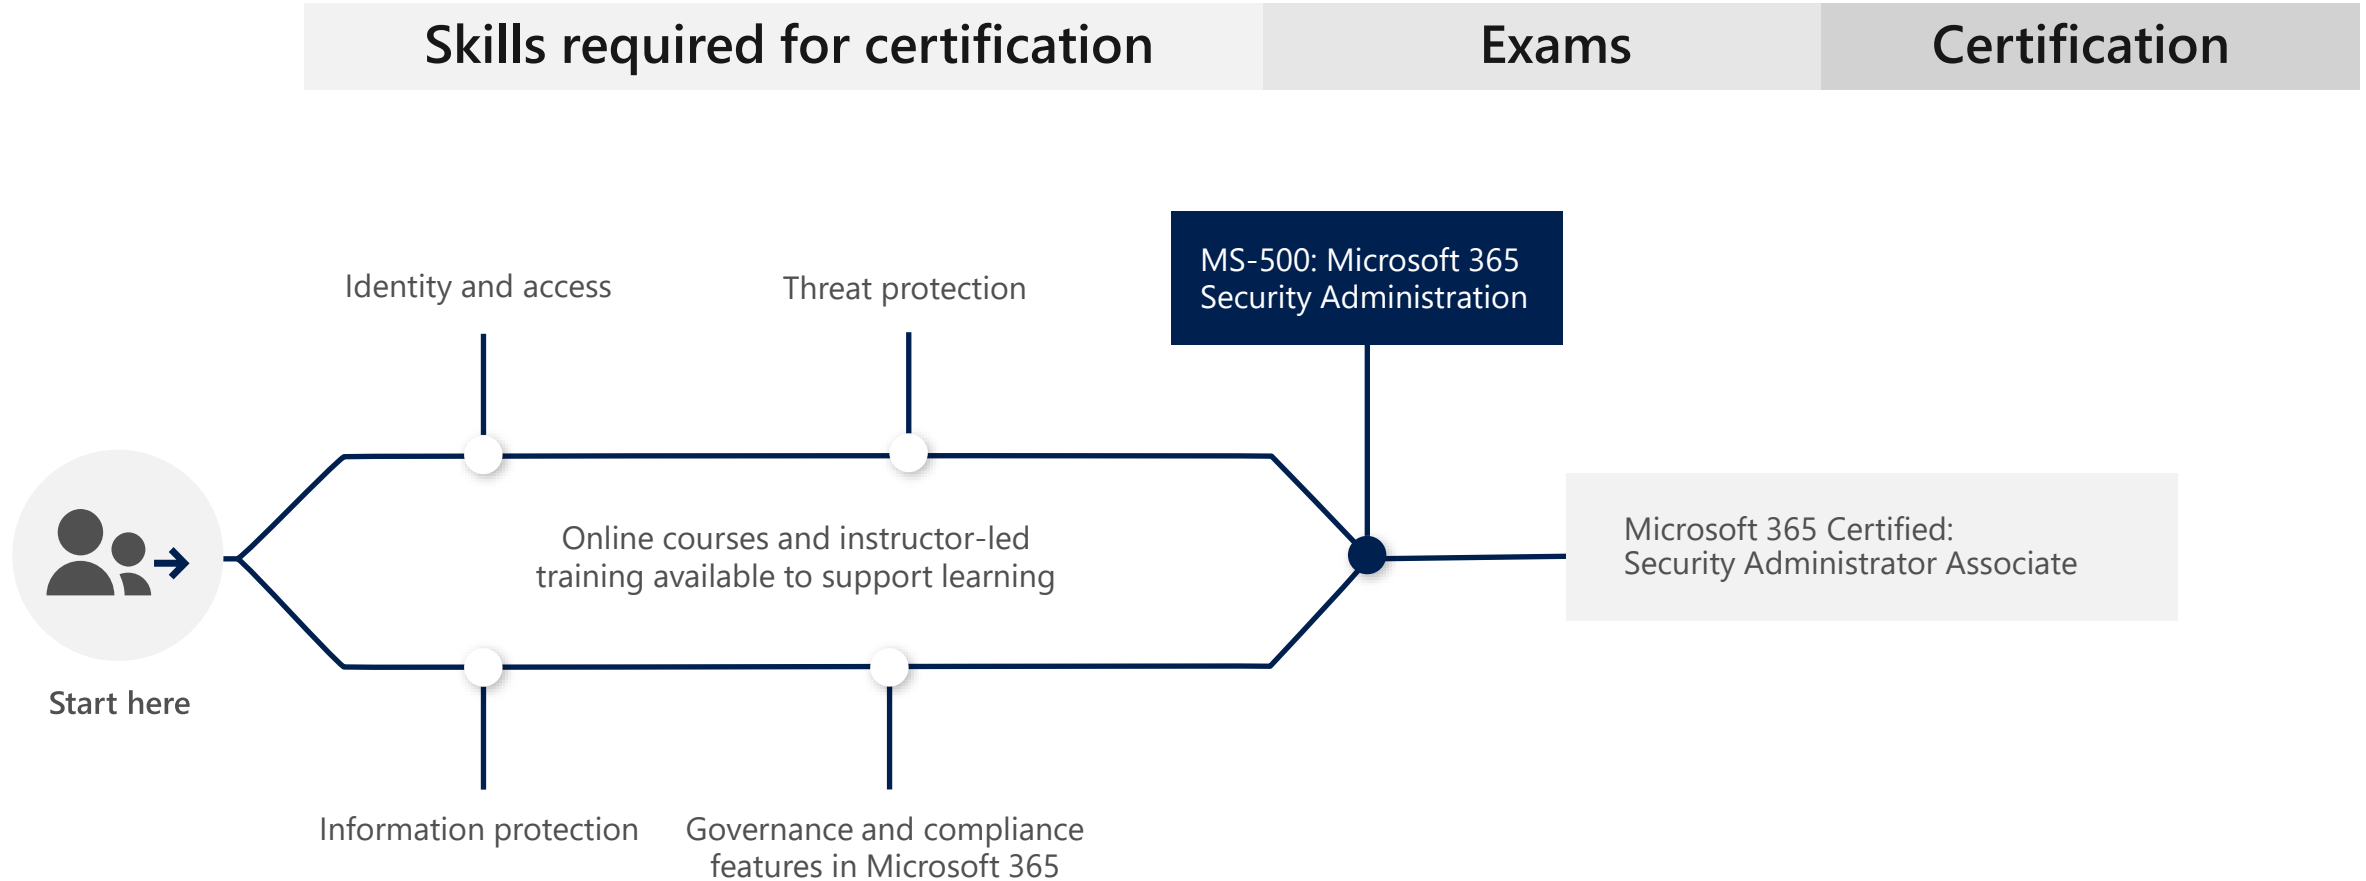 Skills required for certification
Exams
Certification
Identity and access
Threat protection
MS-500: Microsoft 365
Security Administration
Online courses and instructor-led
training available to support learning
Microsoft 365 Certified:
Security Administrator Associate
Start here
Information protection
Governance and compliance
features in Microsoft 365